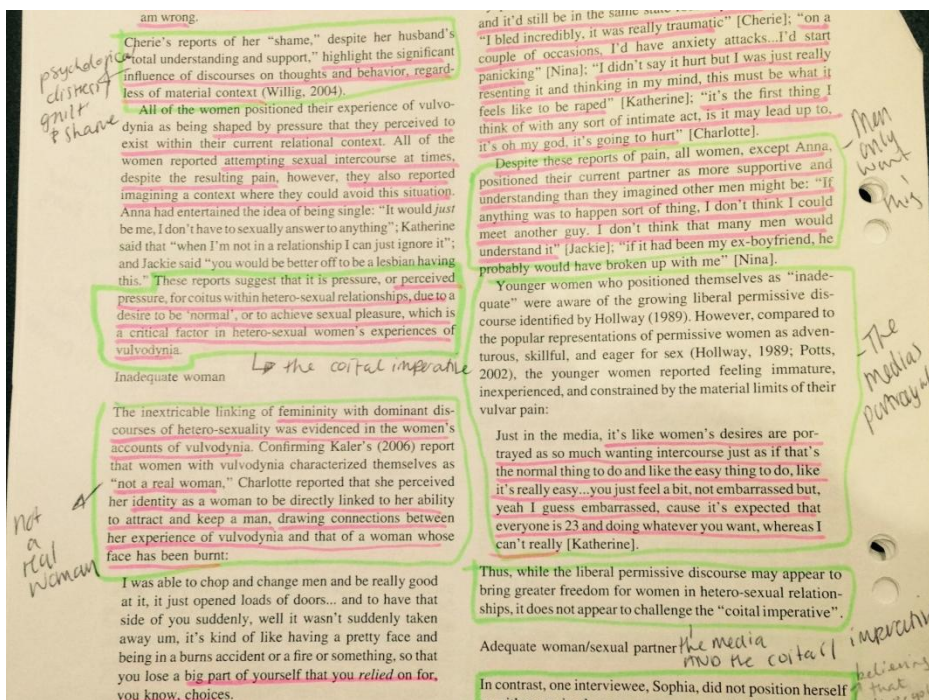 am wrong.
Cherie's reports of her "shame," despite her husband's
"total understanding and support," highlight the significant
influence of discourses on thoughts and behavior, regard-
less of material context (Willig, 2004).
All of the women positioned their experience of vulvo-
dynia as being shaped by pressure that they perceived to
exist within their current relational context. All of the
women reported attempting sexual intercourse at times,
despite the resulting pain, however, they also reported
imagining a context where they could avoid this situation.
Anna had entertained the idea of being single: "It would just
be me, I don't have to sexually answer to anything"; Katherine
said that "when I'm not in a relationship I can just ignore it";
and Jackie said "you would be better off to be a lesbian having
this." These reports suggest that it is pressure, or perceived
pressure, for coitus within hetero-sexual relationships, due to a
desire to be 'normal', or to achieve sexual pleasure, which is
a critical factor in hetero-sexual women's experiences of
vulvodynia.
the coital imperative
Inadequate woman
The inextricable linking of femininity with dominant dis-
courses of hetero-sexuality was evidenced in the women's
accounts of vulvodynia. Confirming Kaler's (2006) report
that women with vulvodynia characterized themselves as
"not a real woman," Charlotte reported that she perceived
her identity as a woman to be directly linked to her ability
to attract and keep a man, drawing connections between
her experience of vulvodynia and that of a woman whose
face has been burnt:
I was able to chop and change men and be really good
at it, it just opened loads of doors... and to have that
side of you suddenly, well it wasn't suddenly taken
away um, it's kind of like having a pretty face and
being in a burns accident or a fire or something, so that
you lose a big part of yourself that you relied on for,
you know, choices.
psychological
distress
guilt
& shame
not
a
real
woman
and it'd still be in the same
"I bled incredibly, it was really traumatic" [Cherie]; "on a
couple of occasions, I'd have anxiety attacks...I'd start
panicking" [Nina]; "I didn't say it hurt but I was just really
resenting it and thinking in my mind, this must be what it
feels like to be raped" [Katherine]; "it's the first thing I
think of with any sort of intimate act, is it may lead up to,
it's oh my god, it's going to hurt" [Charlotte].
Despite these reports of pain, all women, except Anna,
positioned their current partner as more supportive and
understanding than they imagined other men might be: "If
anything was to happen sort of thing, I don't think I could
meet another guy. I don't think that many men would
understand it" [Jackie]; "if it had been my ex-boyfriend, he
probably would have broken up with me" [Nina].
Younger women who positioned themselves as "inade-
quate" were aware of the growing liberal permissive dis-
course identified by Hollway (1989). However, compared to
the popular representations of permissive women as adven-
turous, skillful, and eager for sex (Hollway, 1989; Potts,
2002), the younger women reported feeling immature,
inexperienced, and constrained by the material limits of their
vulvar pain:
Just in the media, it's like women's desires are por-
trayed as so much wanting intercourse just as if that's
the normal thing to do and like the easy thing to do, like
it's really easy...you just feel a bit, not embarrassed but,
yeah I guess embarrassed, cause it's expected that
everyone is 23 and doing whatever you want, whereas I
can't really [Katherine].
Thus, while the liberal permissive discourse may appear to
bring greater freedom for women in hetero-sexual relation-
ships, it does not appear to challenge the "coital imperative".
Adequate woman/sexual partner
the media
AND the coital imperative
In contrast, one interviewee, Sophia, did not position herself
- Men
only
want
this
- The
medias
portrayal
believing
that